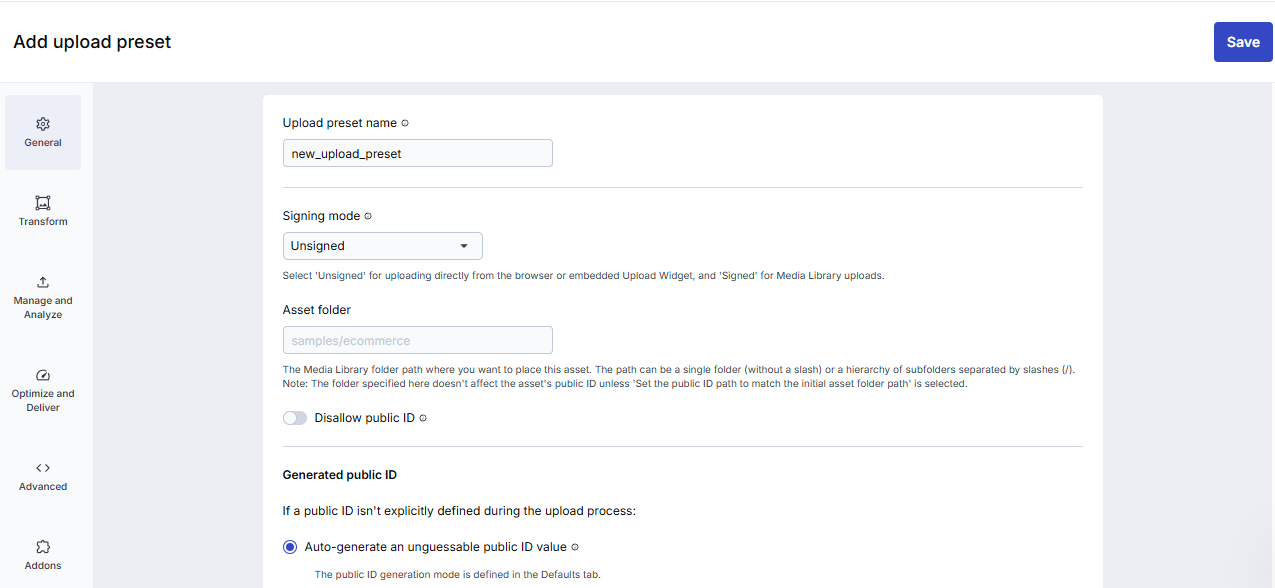 Add upload preset
Save
General
Transform
Manage and
Analyze
Optimize and
Deliver
Advanced
Addons
Upload preset name
new_upload_preset
Signing mode
Unsigned
Select 'Unsigned' for uploading directly from the browser or embedded Upload Widget, and 'Signed' for Media Library uploads.
Asset folder
samples/ecommerce
The Media Library folder path where you want to place this asset. The path can be a single folder (without a slash) or a hierarchy of subfolders separated by slashes (/).
Note: The folder specified here doesn't affect the asset's public ID unless 'Set the public ID path to match the initial asset folder path' is selected.
Disallow public ID
Generated public ID
If a public ID isn't explicitly defined during the upload process:
Auto-generate an unguessable public ID value
The public ID generation mode is defined in the Defaults tab.